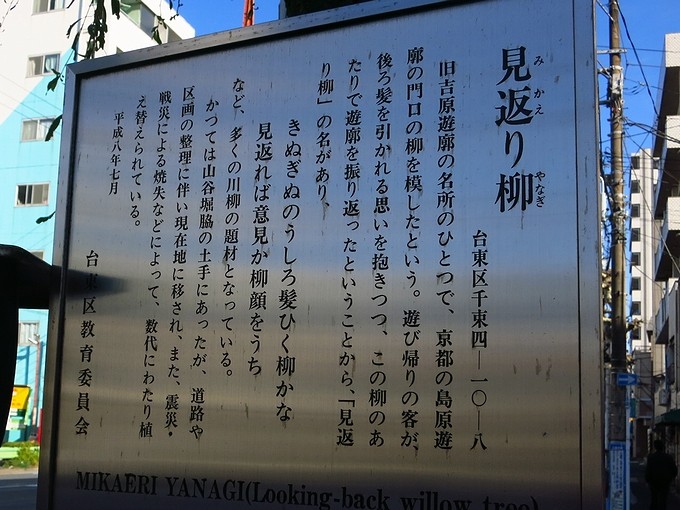 見返り柳
みかえ やなぎ
台東区千束四―一〇―八
旧吉原遊廓の名所のひとつで、京都の島原遊
廓の門口の柳を模したという。遊び帰りの客が、
後ろ髪を引かれる思いを抱きつつ、この柳のあ
たりで遊廓を振り返ったということから、「見返
り柳」の名があり、
きぬぎぬのうしろ髪ひく柳かな
見返れば意見か柳顔をうち
など、多くの川柳の題材となっている。
かつては山谷堀脇の土手にあったが、道路や
区画の整理に伴い現在地に移され、また、震災・
戦災による焼失などによって、数代にわたり植
え替えられている。
平成八年七月
台東区教育委員会
MIKAERI YANAGI(Looking-back willow tree)